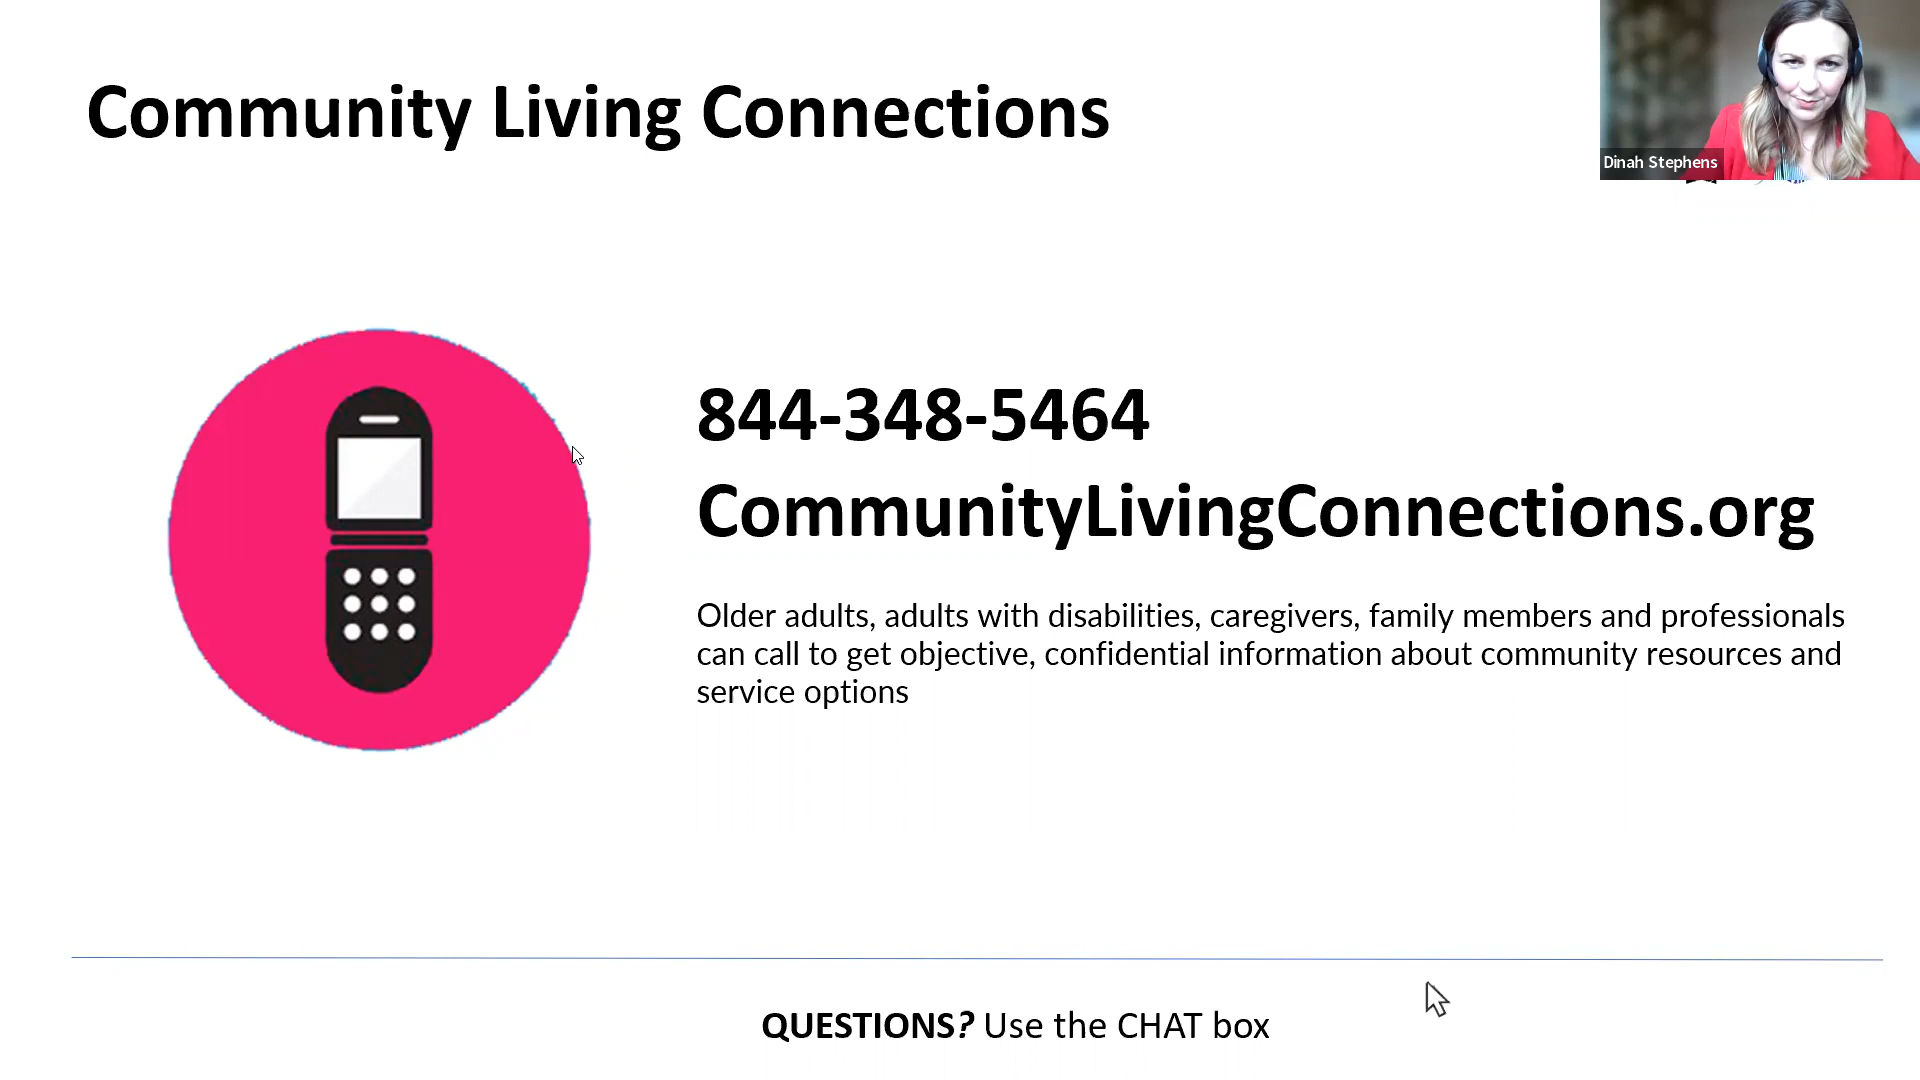 Community Living Connections
Dinah Stephens
844-348-5464
CommunityLivingConnections.org
Older adults, adults with disabilities, caregivers, family members and professionals
can call to get objective, confidential information about community resources and
service options
QUESTIONS? Use the CHAT box